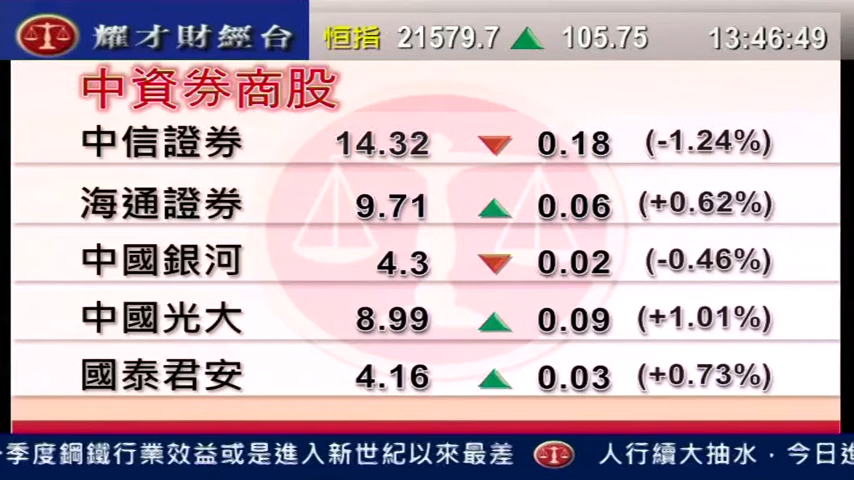 耀才財經台 恒指 21579.7 ▲ 105.75 13:46:49
中資券商股
中信證券 14.32 ▼ 0.18 (-1.24%)
海通證券 9.71 ▲ 0.06 (+0.62%)
中國銀河 4.3 ▼ 0.02 (-0.46%)
中國光大 8.99 ▲ 0.09 (+1.01%)
國泰君安 4.16 ▲ 0.03 (+0.73%)
季度鋼鐵行業效益或是進入新世紀以來最差 人行續大抽水．今日進